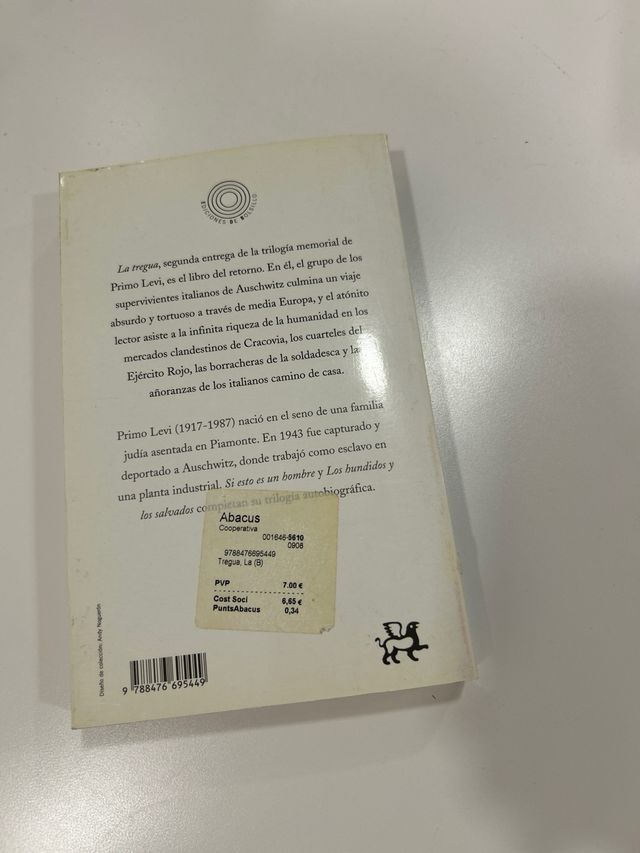 EDICIONES DE BOLSILLO
La tregua, segunda entrega de la trilogía memorial de
Primo Levi, es el libro del retorno. En él, el grupo de los
supervivientes italianos de Auschwitz culmina un viaje
absurdo y tortuoso a través de media Europa, y el atónito
lector asiste a la infinita riqueza de la humanidad en los
mercados clandestinos de Cracovia, los cuarteles del
Ejército Rojo, las borracheras de la soldadesca y las
añoranzas de los italianos camino de casa.
Primo Levi (1917-1987) nació en el seno de una familia
judía asentada en Piamonte. En 1943 fue capturado y
deportado a Auschwitz, donde trabajó como esclavo en
una planta industrial. Si esto es un hombre y Los hundidos y
los salvados completan su trilogía autobiográfica.
Abacus
Cooperativa
001646-5610
0908
9788476695449
Tregua, La (B)
PVP 7.00 €
Cost Soci 6,65 €
PuntsAbacus 0,34
Diseño de colección: Andy Noguerón
9 788476 695449